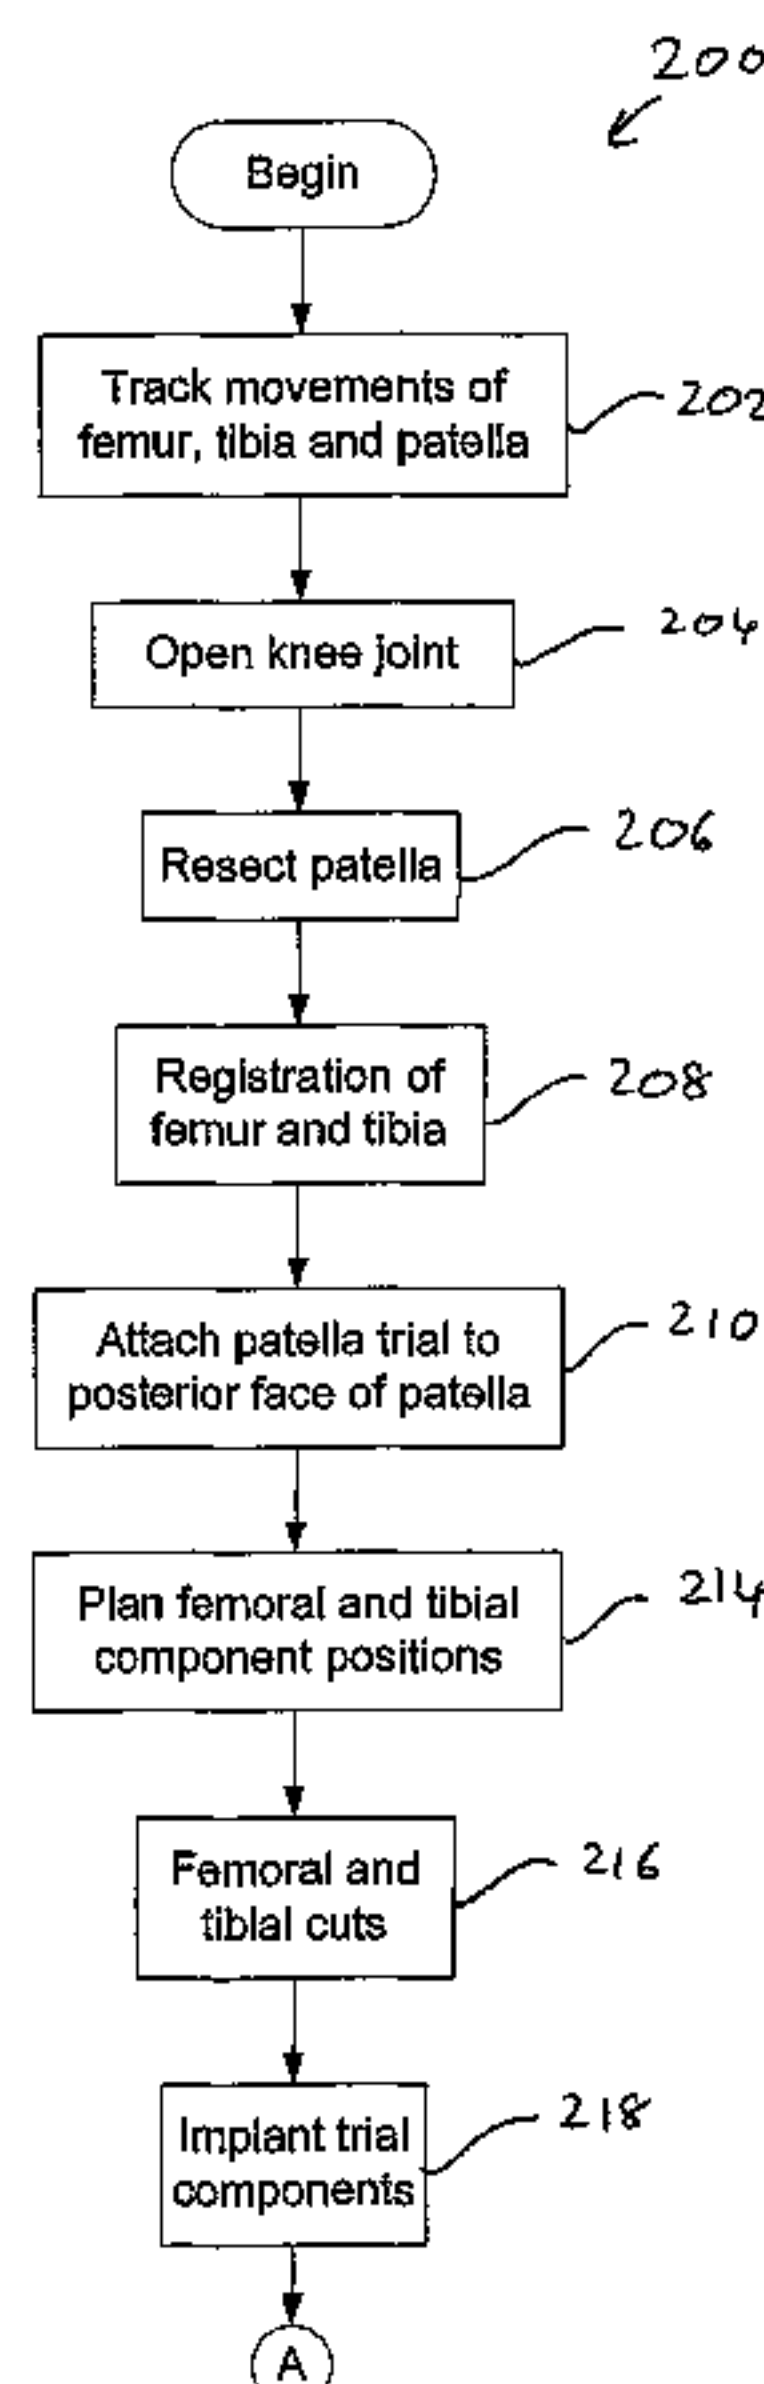 200
Begin
Track movements of
femur, tibia and patella
202
Open knee joint
204
Resect patella
206
Registration of
femur and tibia
208
Attach patella trial to
posterior face of patella
210
Plan femoral and tibial
component positions
214
Femoral and
tibial cuts
216
Implant trial
components
218
A